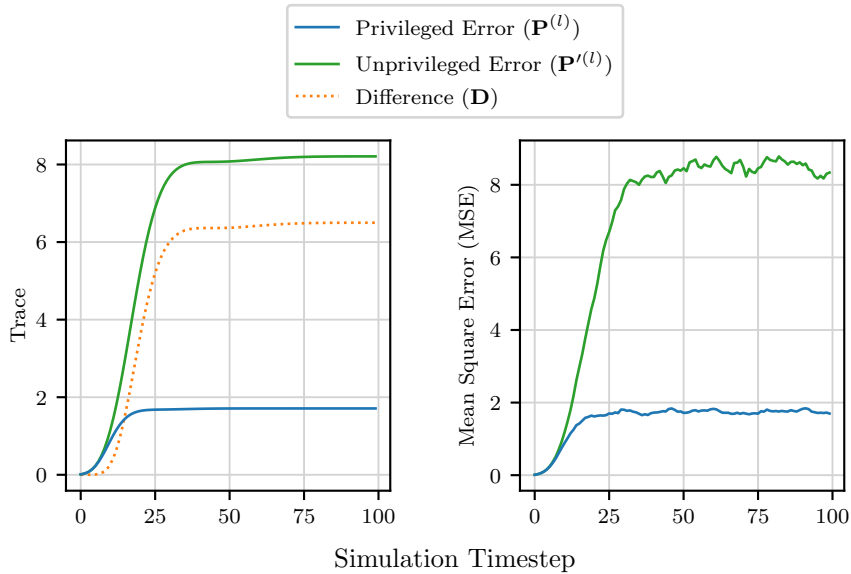 Privileged Error (P^(l))
Unprivileged Error (P′^(l))
Difference (D)
Trace
8
6
4
2
0
0 25 50 75 100
Mean Square Error (MSE)
8
6
4
2
0
0 25 50 75 100
Simulation Timestep